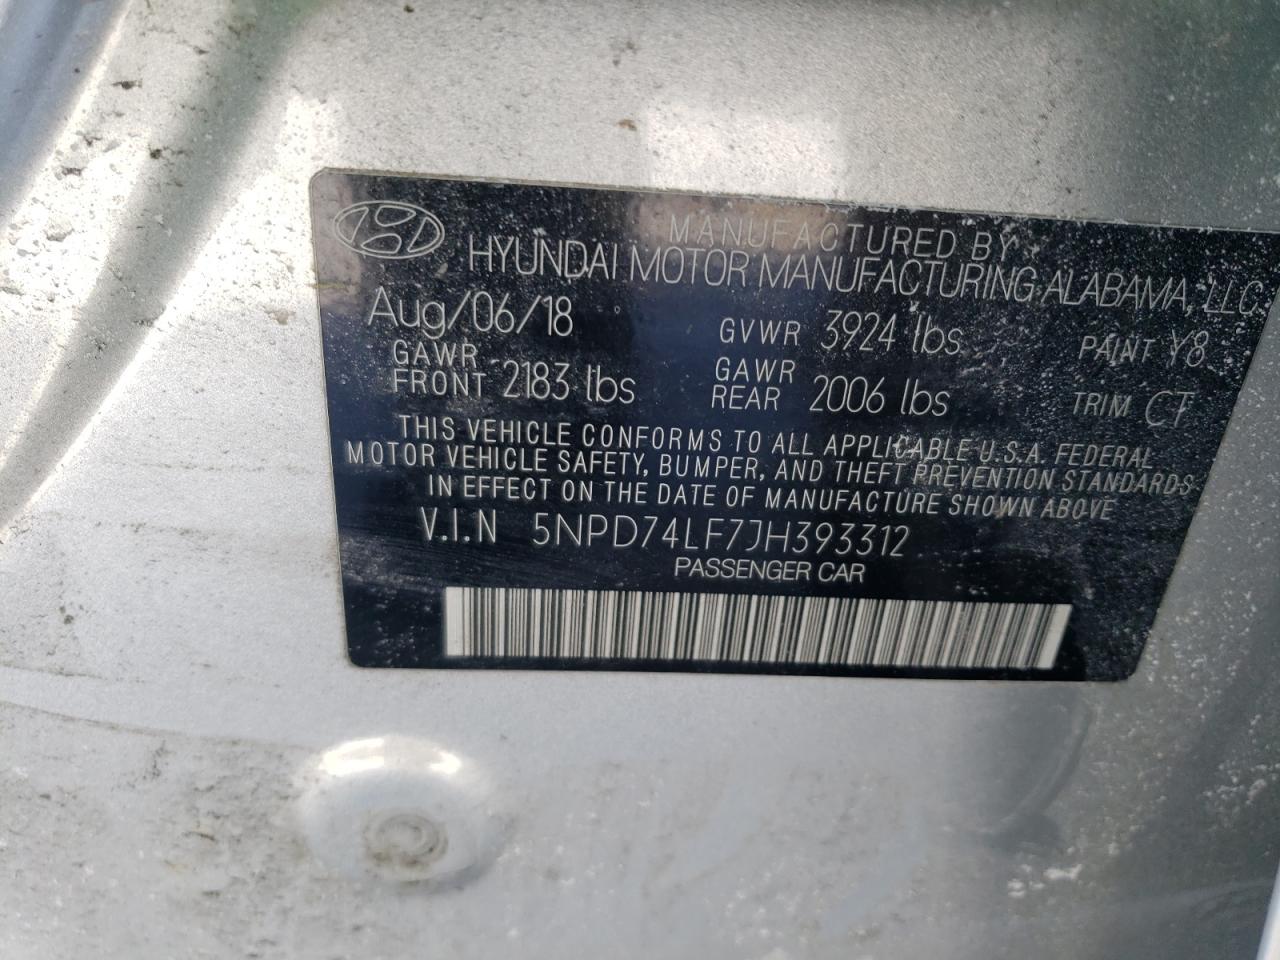 MANUFACTURED BY
HYUNDAI MOTOR MANUFACTURING ALABAMA, LLC.
Aug/06/18 GVWR 3924 lbs PAINT Y8
GAWR FRONT 2183 lbs GAWR REAR 2006 lbs TRIM CF
THIS VEHICLE CONFORMS TO ALL APPLICABLE U.S.A. FEDERAL
MOTOR VEHICLE SAFETY, BUMPER, AND THEFT PREVENTION STANDARDS
IN EFFECT ON THE DATE OF MANUFACTURE SHOWN ABOVE
V.I.N 5NPD74LF7JH393312
PASSENGER CAR